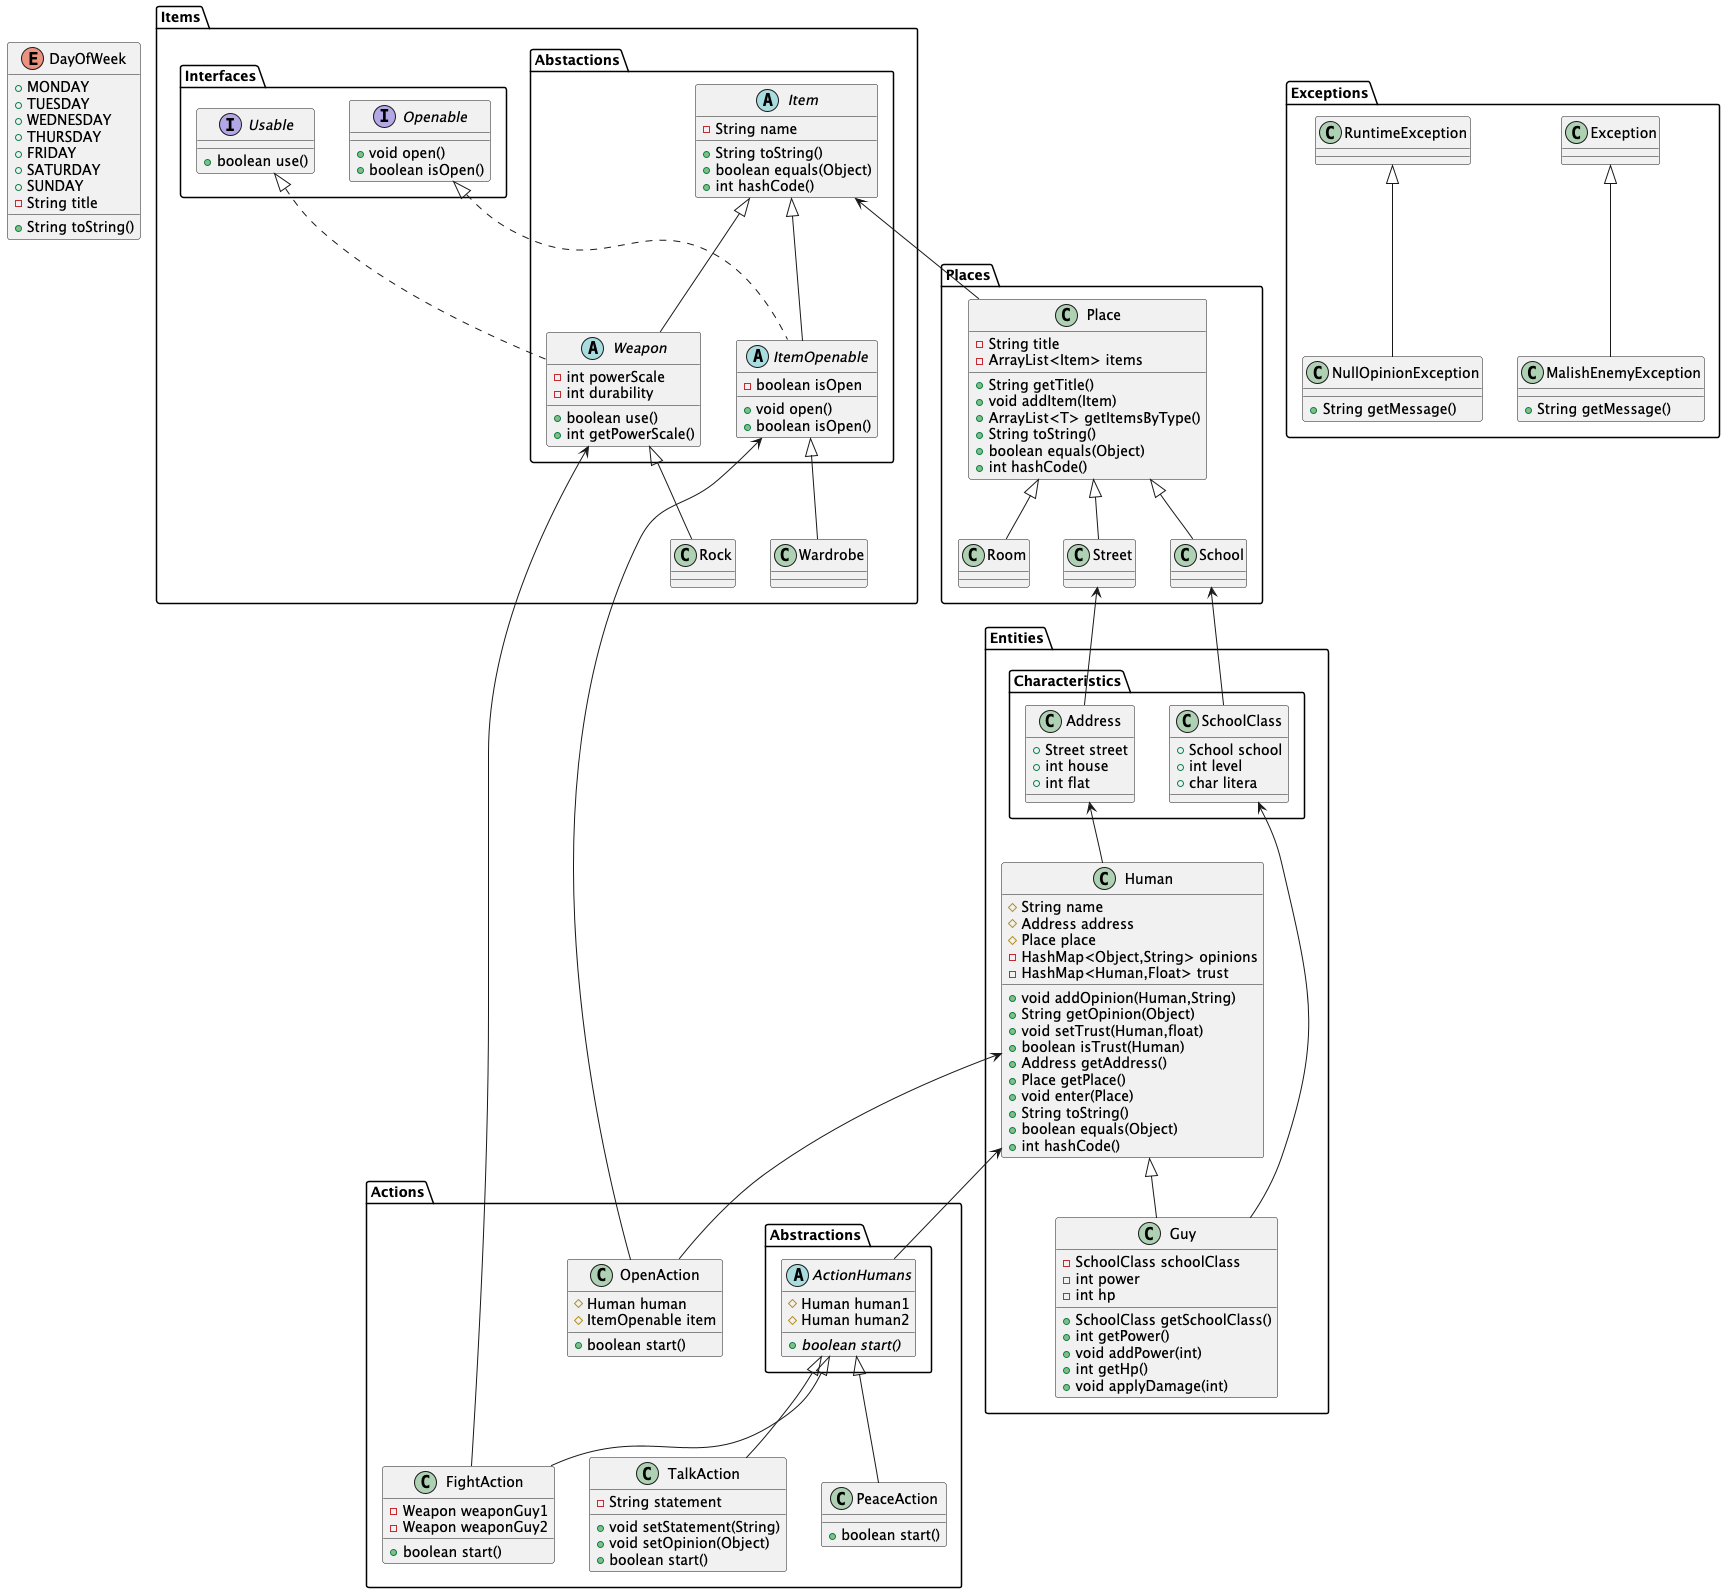 Items
E DayOfWeek
MONDAY
TUESDAY
WEDNESDAY
THURSDAY
FRIDAY
SATURDAY
SUNDAY
String title
String toString()
Interfaces
I Usable
boolean use()
I Openable
void open()
boolean isOpen()
Abstactions
A Item
String name
String toString()
boolean equals(Object)
int hashCode()
A Weapon
int powerScale
int durability
boolean use()
int getPowerScale()
A ItemOpenable
boolean isOpen
void open()
boolean isOpen()
C Rock
C Wardrobe
Places
C Place
String title
ArrayList<Item> items
String getTitle()
void addItem(Item)
ArrayList<T> getItemsByType()
String toString()
boolean equals(Object)
int hashCode()
C Room
C Street
C School
Exceptions
C RuntimeException
C Exception
C NullOpinionException
String getMessage()
C MalishEnemyException
String getMessage()
Entities
Characteristics
C Address
Street street
int house
int flat
C SchoolClass
School school
int level
char litera
C Human
String name
Address address
Place place
HashMap<Object,String> opinions
HashMap<Human,Float> trust
void addOpinion(Human,String)
String getOpinion(Object)
void setTrust(Human,float)
boolean isTrust(Human)
Address getAddress()
Place getPlace()
void enter(Place)
String toString()
boolean equals(Object)
int hashCode()
C Guy
SchoolClass schoolClass
int power
int hp
SchoolClass getSchoolClass()
int getPower()
void addPower(int)
int getHp()
void applyDamage(int)
Actions
C OpenAction
Human human
ItemOpenable item
boolean start()
Abstractions
A ActionHumans
Human human1
Human human2
boolean start()
C FightAction
Weapon weaponGuy1
Weapon weaponGuy2
boolean start()
C TalkAction
String statement
void setStatement(String)
void setOpinion(Object)
boolean start()
C PeaceAction
boolean start()